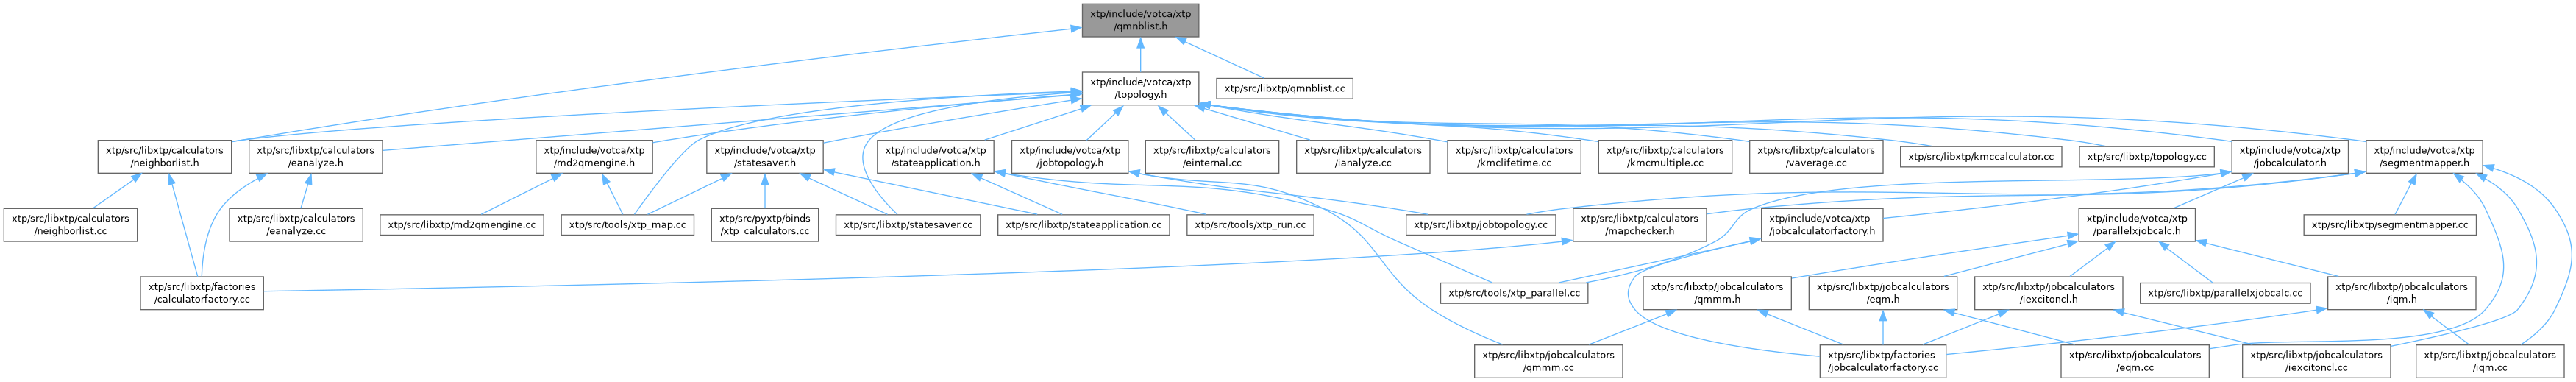 xtp/include/votca/xtp
/qmnblist.h
xtp/include/votca/xtp
/topology.h
xtp/src/libxtp/qmnblist.cc
xtp/src/libxtp/calculators
/neighborlist.h
xtp/src/libxtp/calculators
/eanalyze.h
xtp/include/votca/xtp
/md2qmengine.h
xtp/include/votca/xtp
/statesaver.h
xtp/include/votca/xtp
/stateapplication.h
xtp/include/votca/xtp
/jobtopology.h
xtp/src/libxtp/calculators
/einternal.cc
xtp/src/libxtp/calculators
/ianalyze.cc
xtp/src/libxtp/calculators
/kmclifetime.cc
xtp/src/libxtp/calculators
/kmcmultiple.cc
xtp/src/libxtp/calculators
/vaverage.cc
xtp/src/libxtp/kmccalculator.cc
xtp/src/libxtp/topology.cc
xtp/include/votca/xtp
/jobcalculator.h
xtp/include/votca/xtp
/segmentmapper.h
xtp/src/libxtp/calculators
/neighborlist.cc
xtp/src/libxtp/calculators
/eanalyze.cc
xtp/src/libxtp/md2qmengine.cc
xtp/src/tools/xtp_map.cc
xtp/src/pyxtp/binds
/xtp_calculators.cc
xtp/src/libxtp/statesaver.cc
xtp/src/libxtp/stateapplication.cc
xtp/src/tools/xtp_run.cc
xtp/src/libxtp/jobtopology.cc
xtp/src/libxtp/calculators
/mapchecker.h
xtp/include/votca/xtp
/jobcalculatorfactory.h
xtp/include/votca/xtp
/parallelxjobcalc.h
xtp/src/libxtp/segmentmapper.cc
xtp/src/libxtp/factories
/calculatorfactory.cc
xtp/src/tools/xtp_parallel.cc
xtp/src/libxtp/jobcalculators
/qmmm.h
xtp/src/libxtp/jobcalculators
/eqm.h
xtp/src/libxtp/jobcalculators
/iexcitoncl.h
xtp/src/libxtp/parallelxjobcalc.cc
xtp/src/libxtp/jobcalculators
/iqm.h
xtp/src/libxtp/jobcalculators
/qmmm.cc
xtp/src/libxtp/factories
/jobcalculatorfactory.cc
xtp/src/libxtp/jobcalculators
/eqm.cc
xtp/src/libxtp/jobcalculators
/iexcitoncl.cc
xtp/src/libxtp/jobcalculators
/iqm.cc